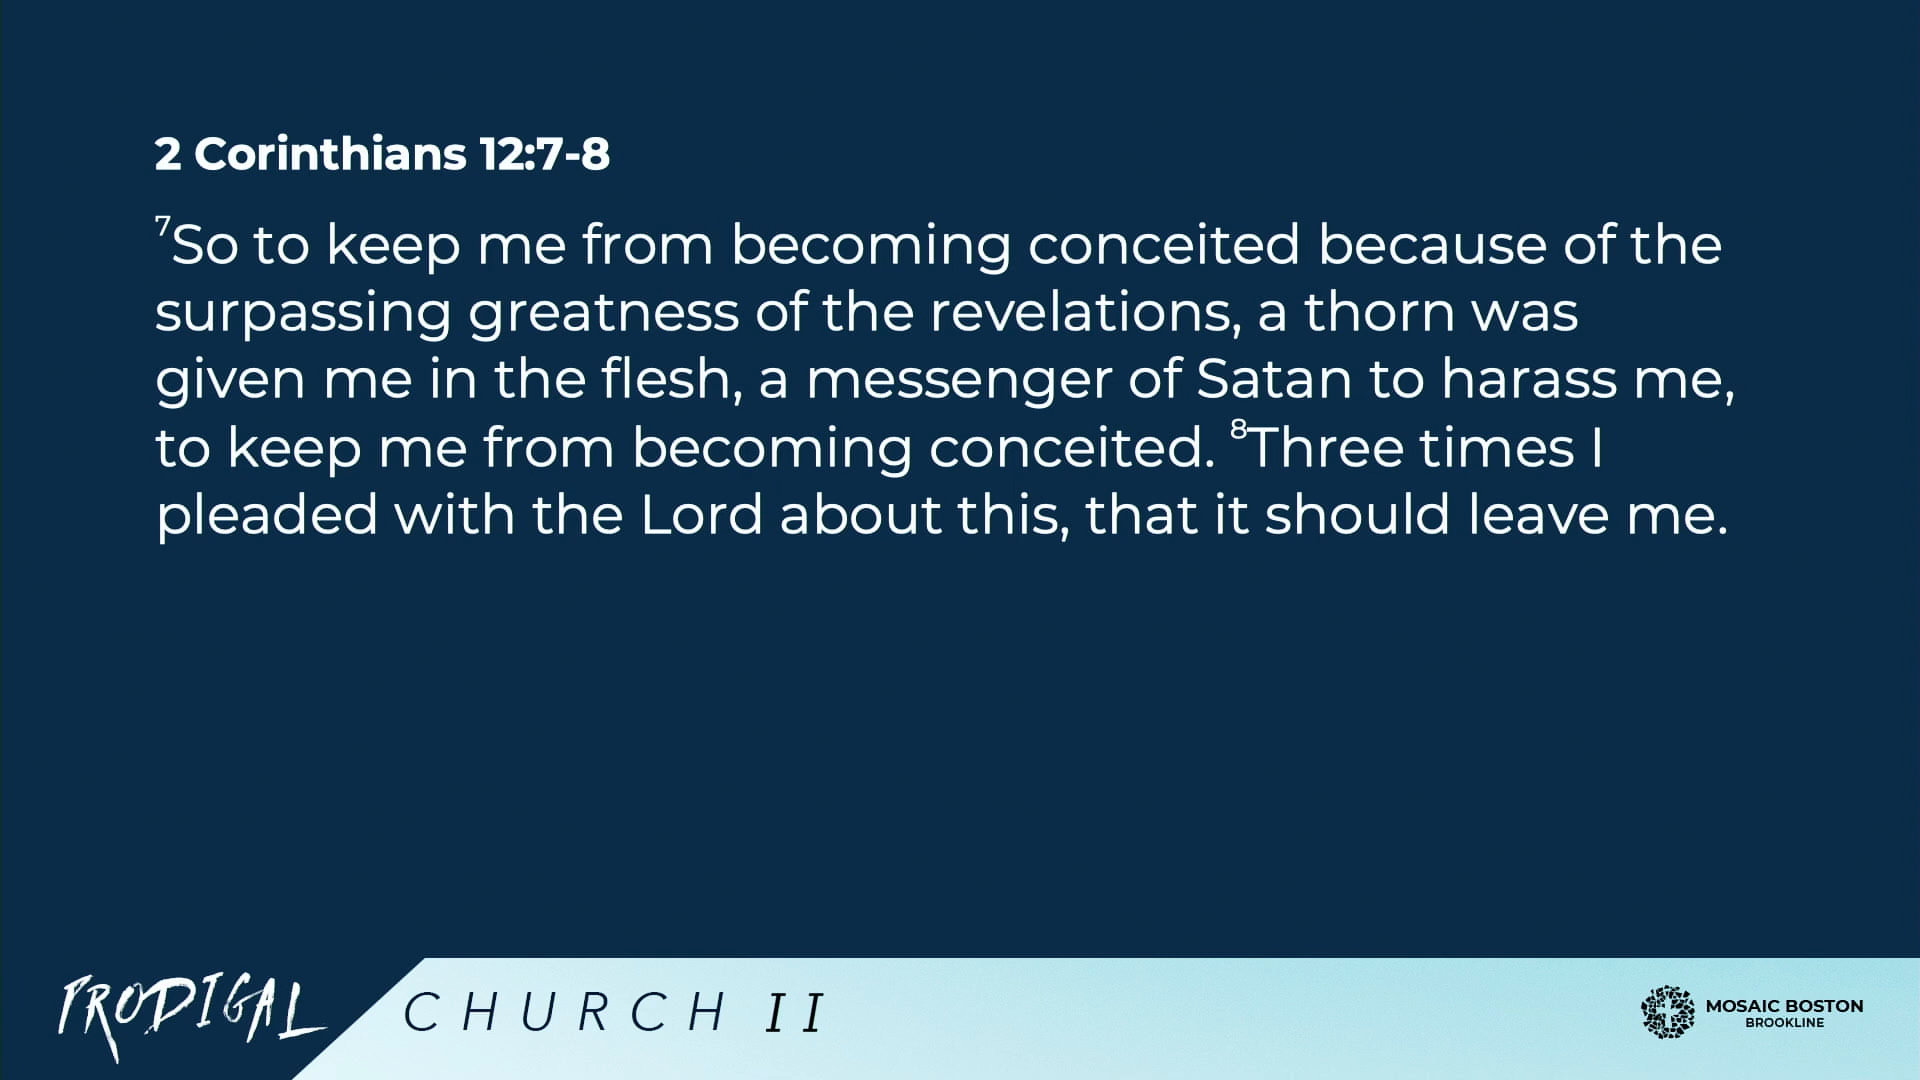 2 Corinthians 12:7-8
⁷So to keep me from becoming conceited because of the
surpassing greatness of the revelations, a thorn was
given me in the flesh, a messenger of Satan to harass me,
to keep me from becoming conceited. ⁸Three times I
pleaded with the Lord about this, that it should leave me.
PRODIGAL CHURCH II
MOSAIC BOSTON
BROOKLINE